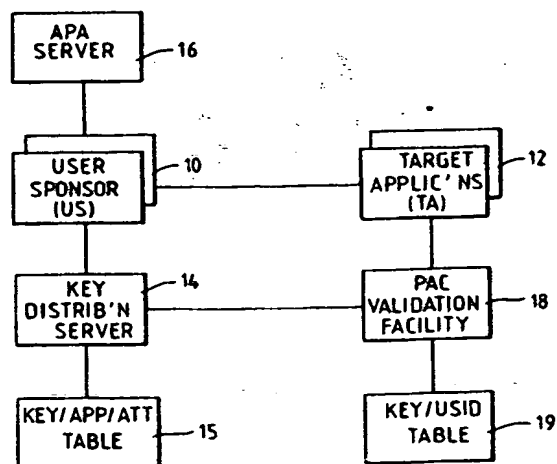 APA
SERVER
16
USER
SPONSOR
(US)
10
TARGET
APPLIC'NS
(TA)
12
KEY
DISTRIB'N
SERVER
14
PAC
VALIDATION
FACILITY
18
KEY/APP/ATT
TABLE
15
KEY/USID
TABLE
19